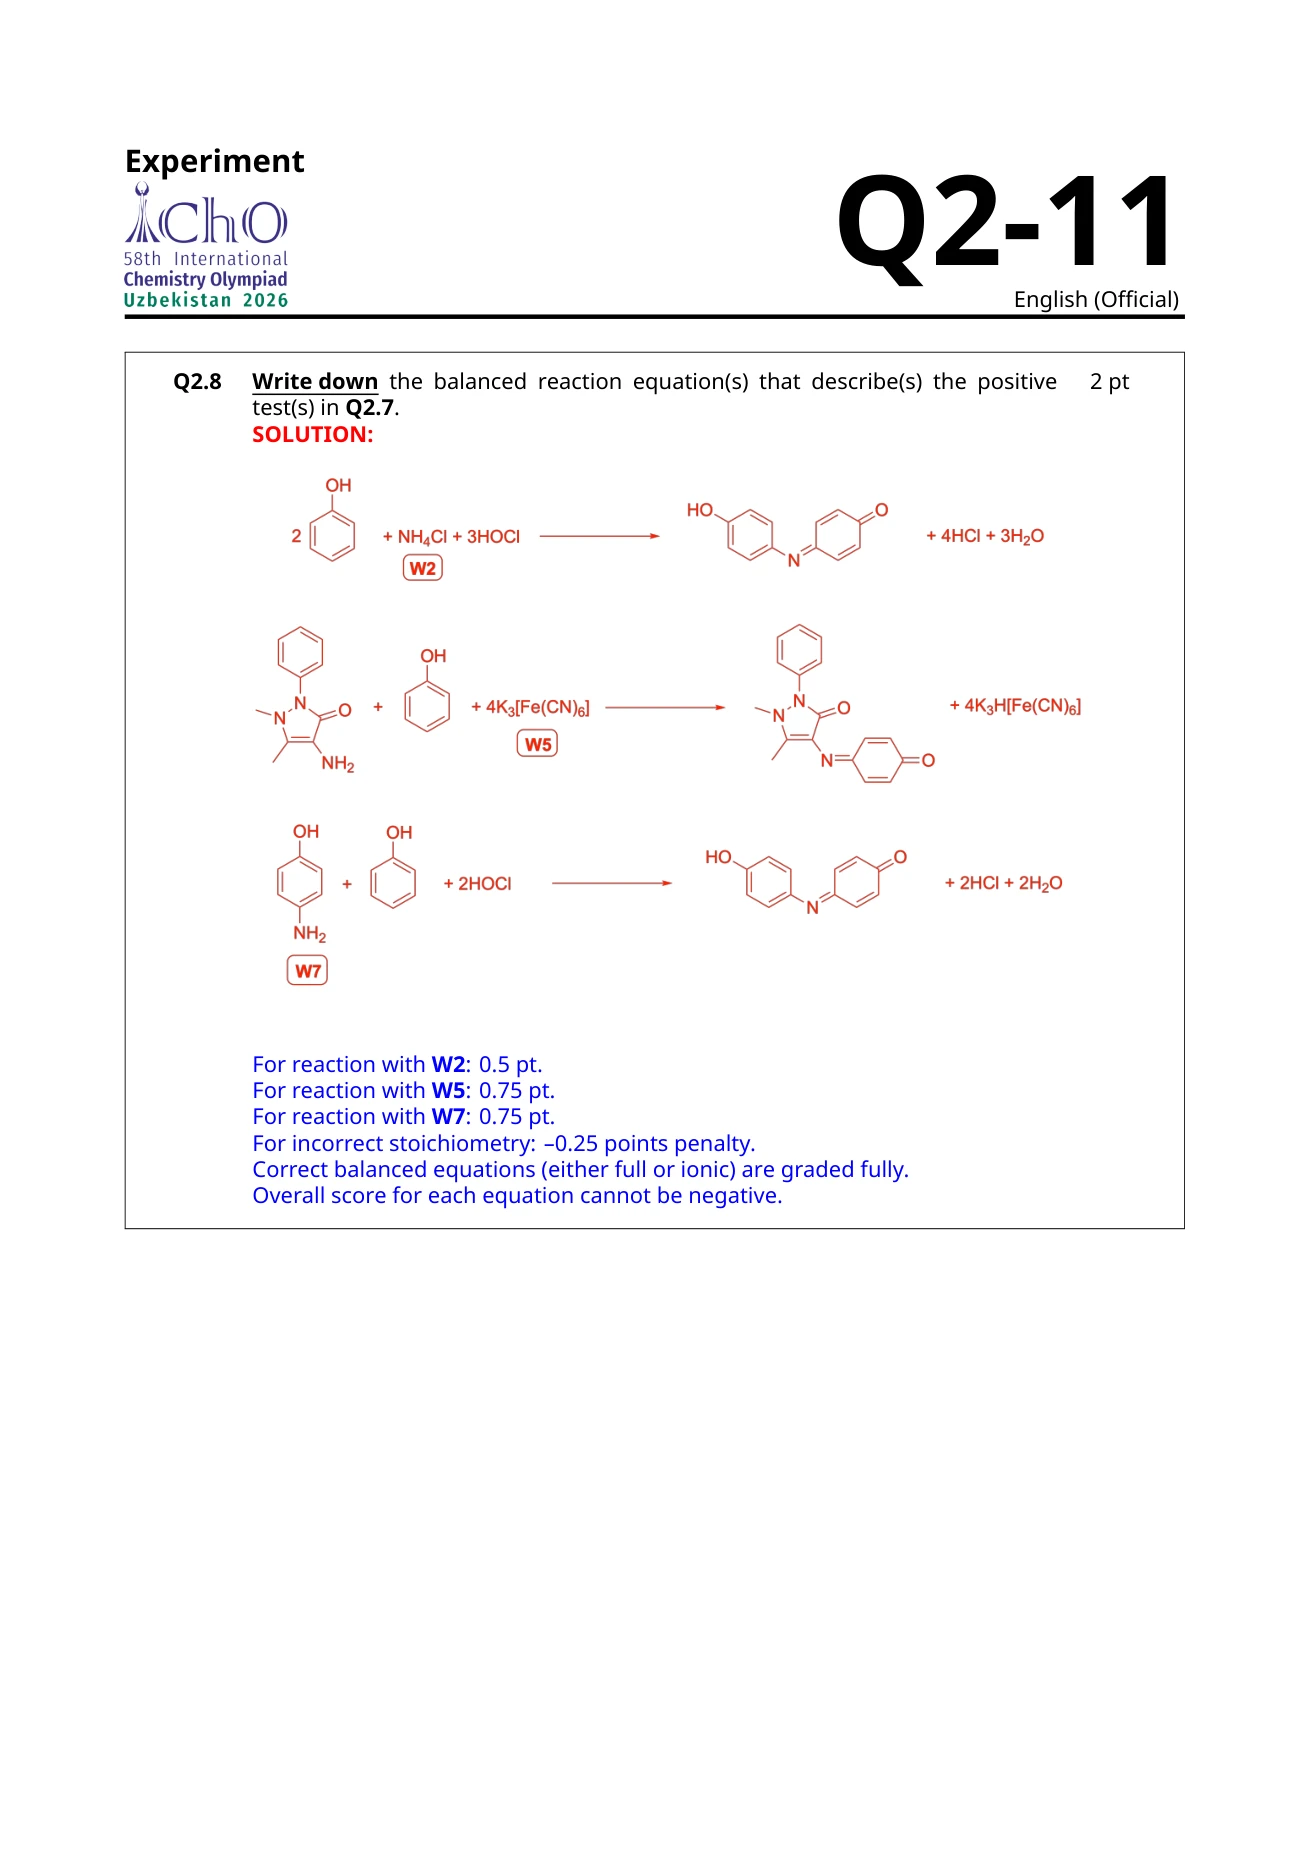 Experiment
IChO
58th International
Chemistry Olympiad
Uzbekistan 2026
Q2-11
English (Official)
Q2.8 Write down the balanced reaction equation(s) that describe(s) the positive 2 pt
test(s) in Q2.7.
SOLUTION:
OH
2 + NH₄Cl + 3HOCl HO N O + 4HCl + 3H₂O
W2
N N O NH₂ + OH + 4K₃[Fe(CN)₆] N N O N O + 4K₃H[Fe(CN)₆]
W5
OH NH₂ + OH + 2HOCl HO N O + 2HCl + 2H₂O
W7
For reaction with W2: 0.5 pt.
For reaction with W5: 0.75 pt.
For reaction with W7: 0.75 pt.
For incorrect stoichiometry: –0.25 points penalty.
Correct balanced equations (either full or ionic) are graded fully.
Overall score for each equation cannot be negative.